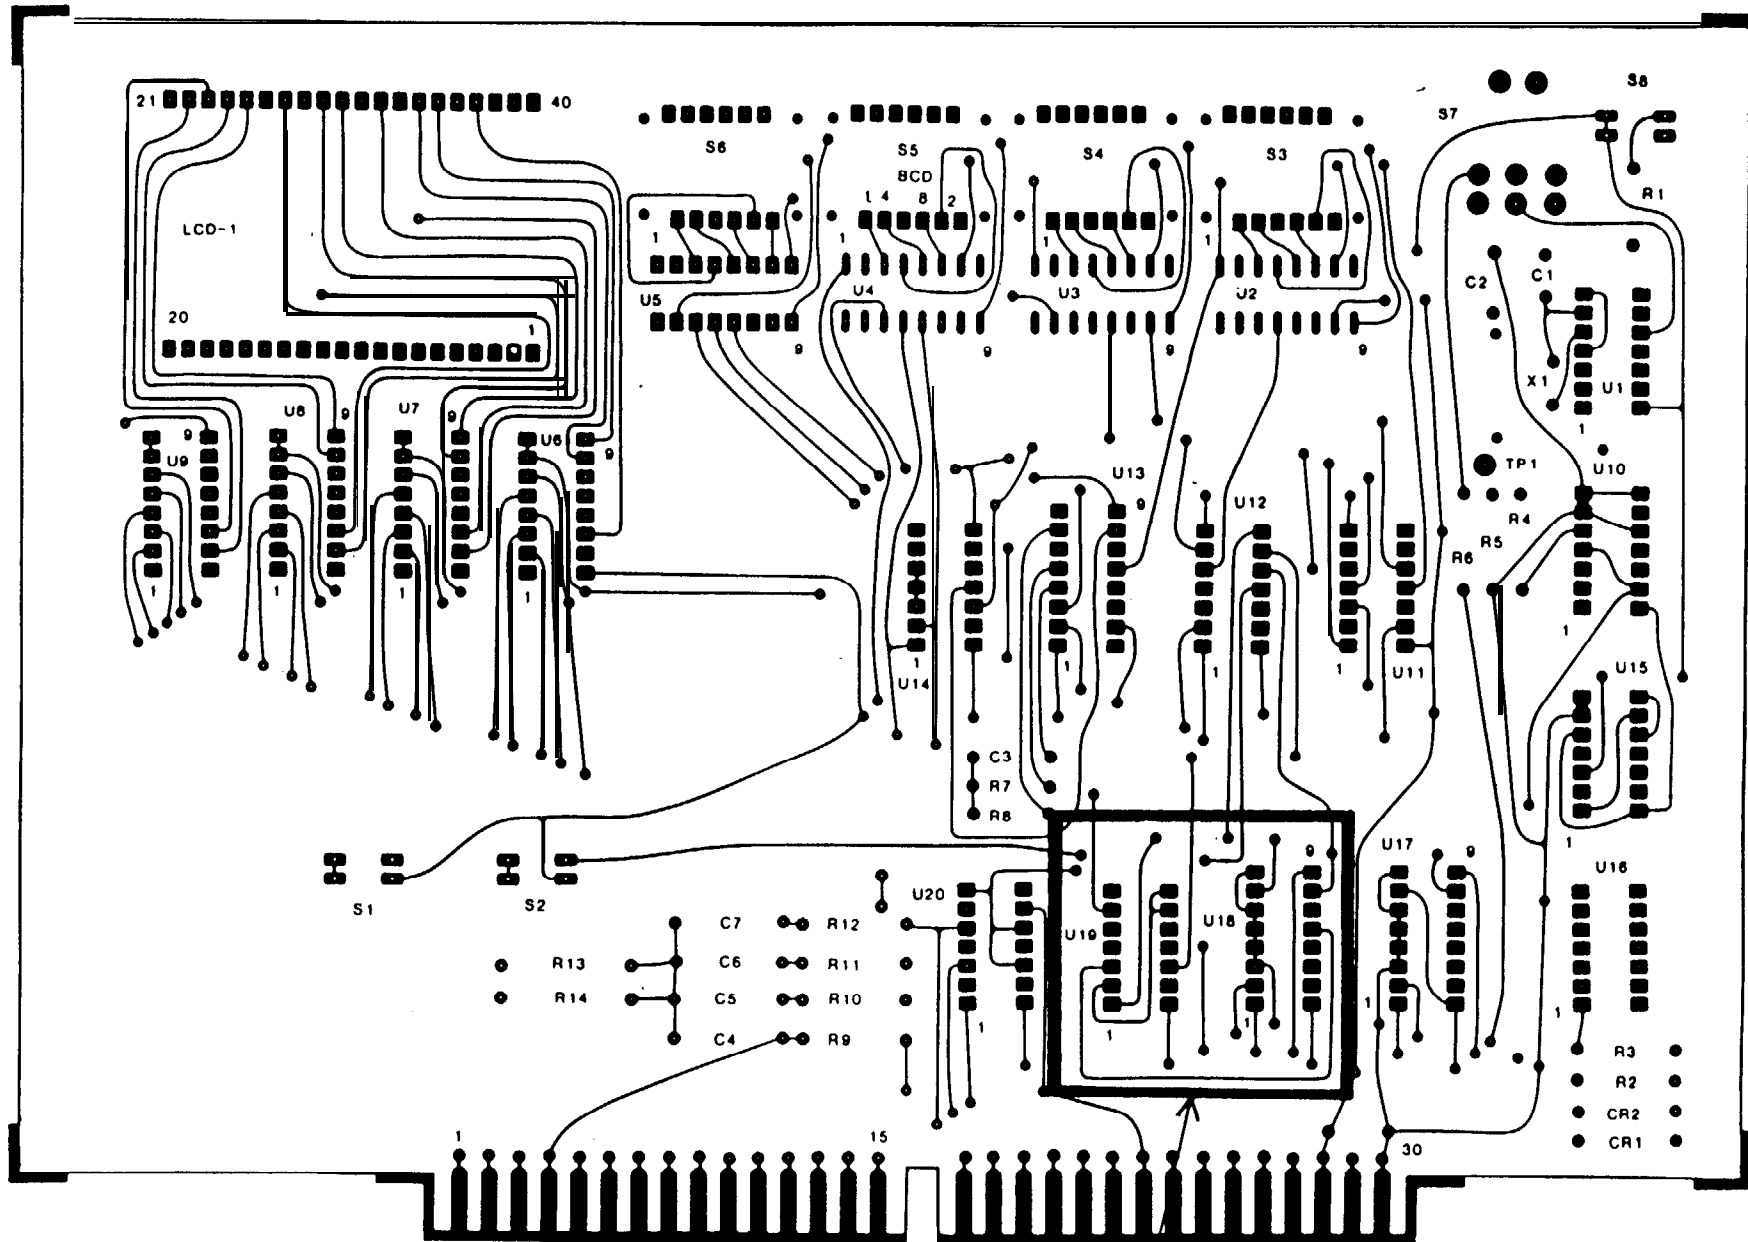 21 40
S8
S7
S6 S5 S4 S3
BCD
R1
1 4 8 2
LCD-1
1 1 1 1
C2 C1
U5 U4 U3 U2
20 1
9 9 9 9
X1 U1
1
U8 9 U7 9 U6 9
9 U9
TP1 U10
U13 9 U12
R4
R5
R6
1 1 1 1
1 1 1 1
1
U14 U11 U15
C3
R7
R8
1
U17 9 U16
9
S1 S2
U20 U19 U18
C7 R12
R13 C6 R11
R14 C5 R10
C4 R9
1 1 1 1 1
R3
R2
CR2
CR1
1 15 30